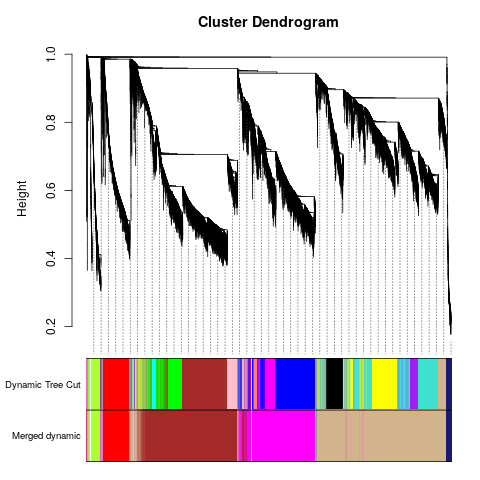 Cluster Dendrogram
Height
1.0
0.8
0.6
0.4
0.2
Dynamic Tree Cut
Merged dynamic